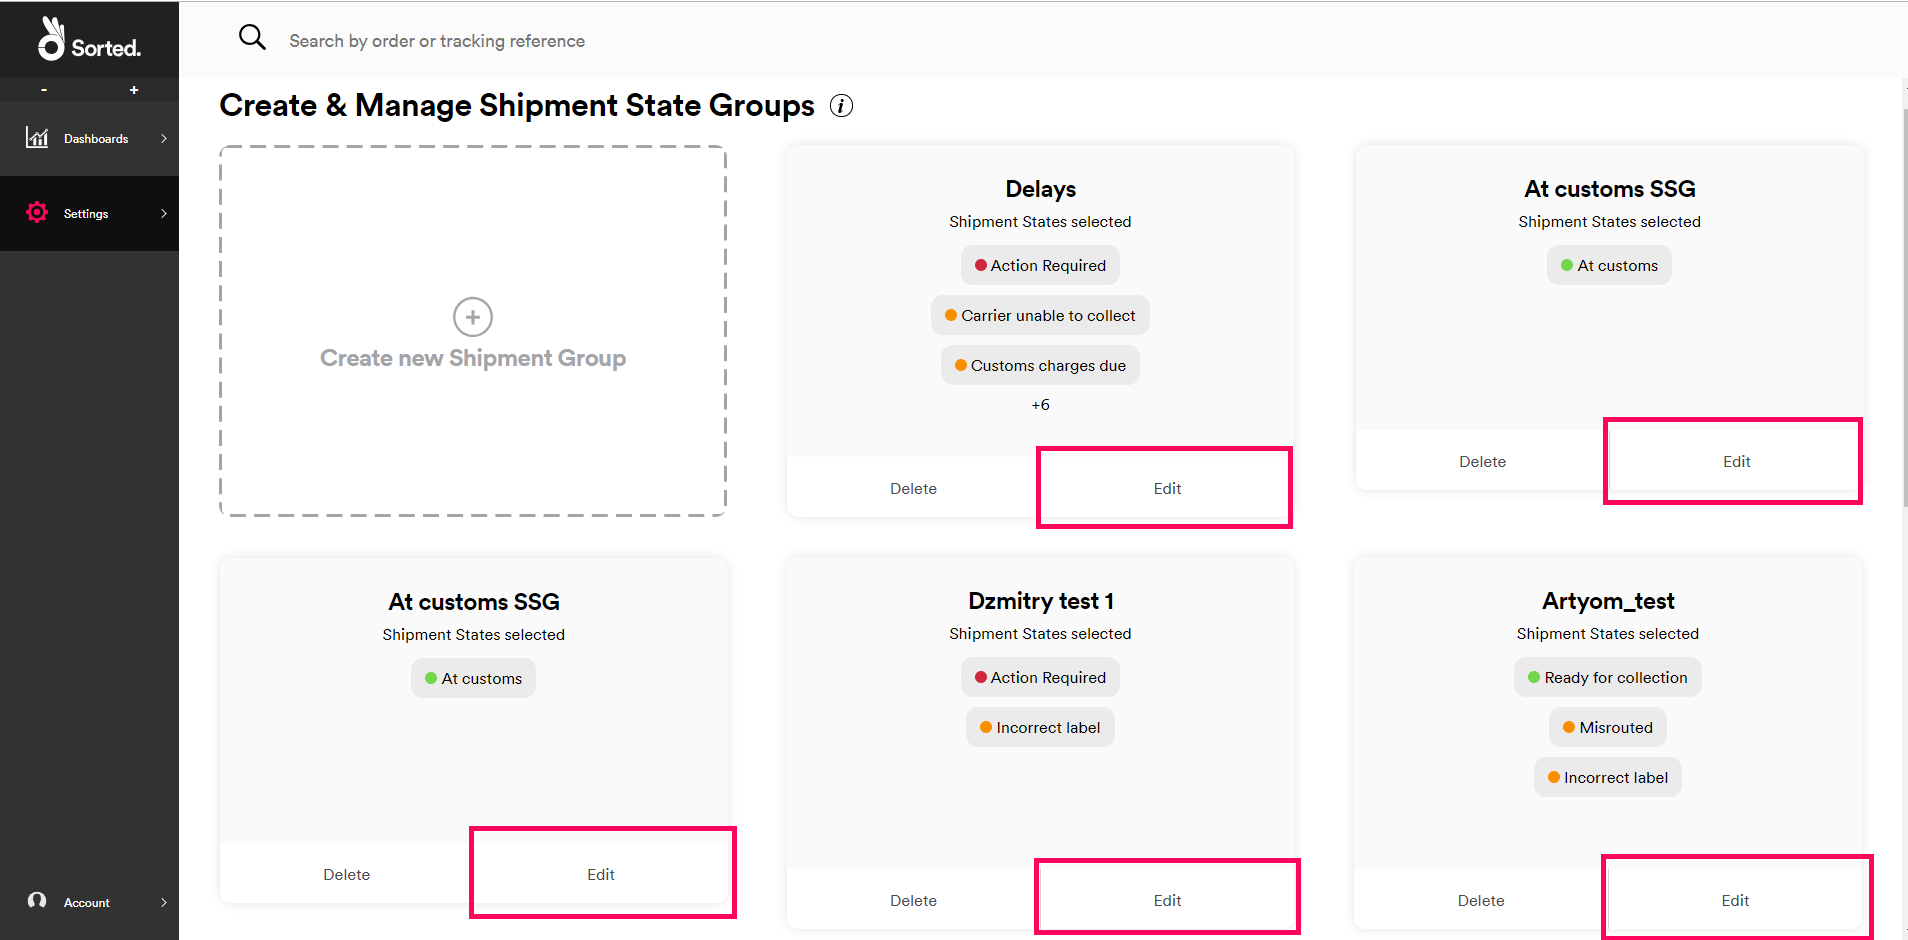 Sorted.
- +
Dashboards
Settings
Account
Search by order or tracking reference
Create & Manage Shipment State Groups i
Create new Shipment Group
Delays
Shipment States selected
Action Required
Carrier unable to collect
Customs charges due
+6
Delete Edit
At customs SSG
Shipment States selected
At customs
Delete Edit
At customs SSG
Shipment States selected
At customs
Delete Edit
Dzmitry test 1
Shipment States selected
Action Required
Incorrect label
Delete Edit
Artyom_test
Shipment States selected
Ready for collection
Misrouted
Incorrect label
Delete Edit